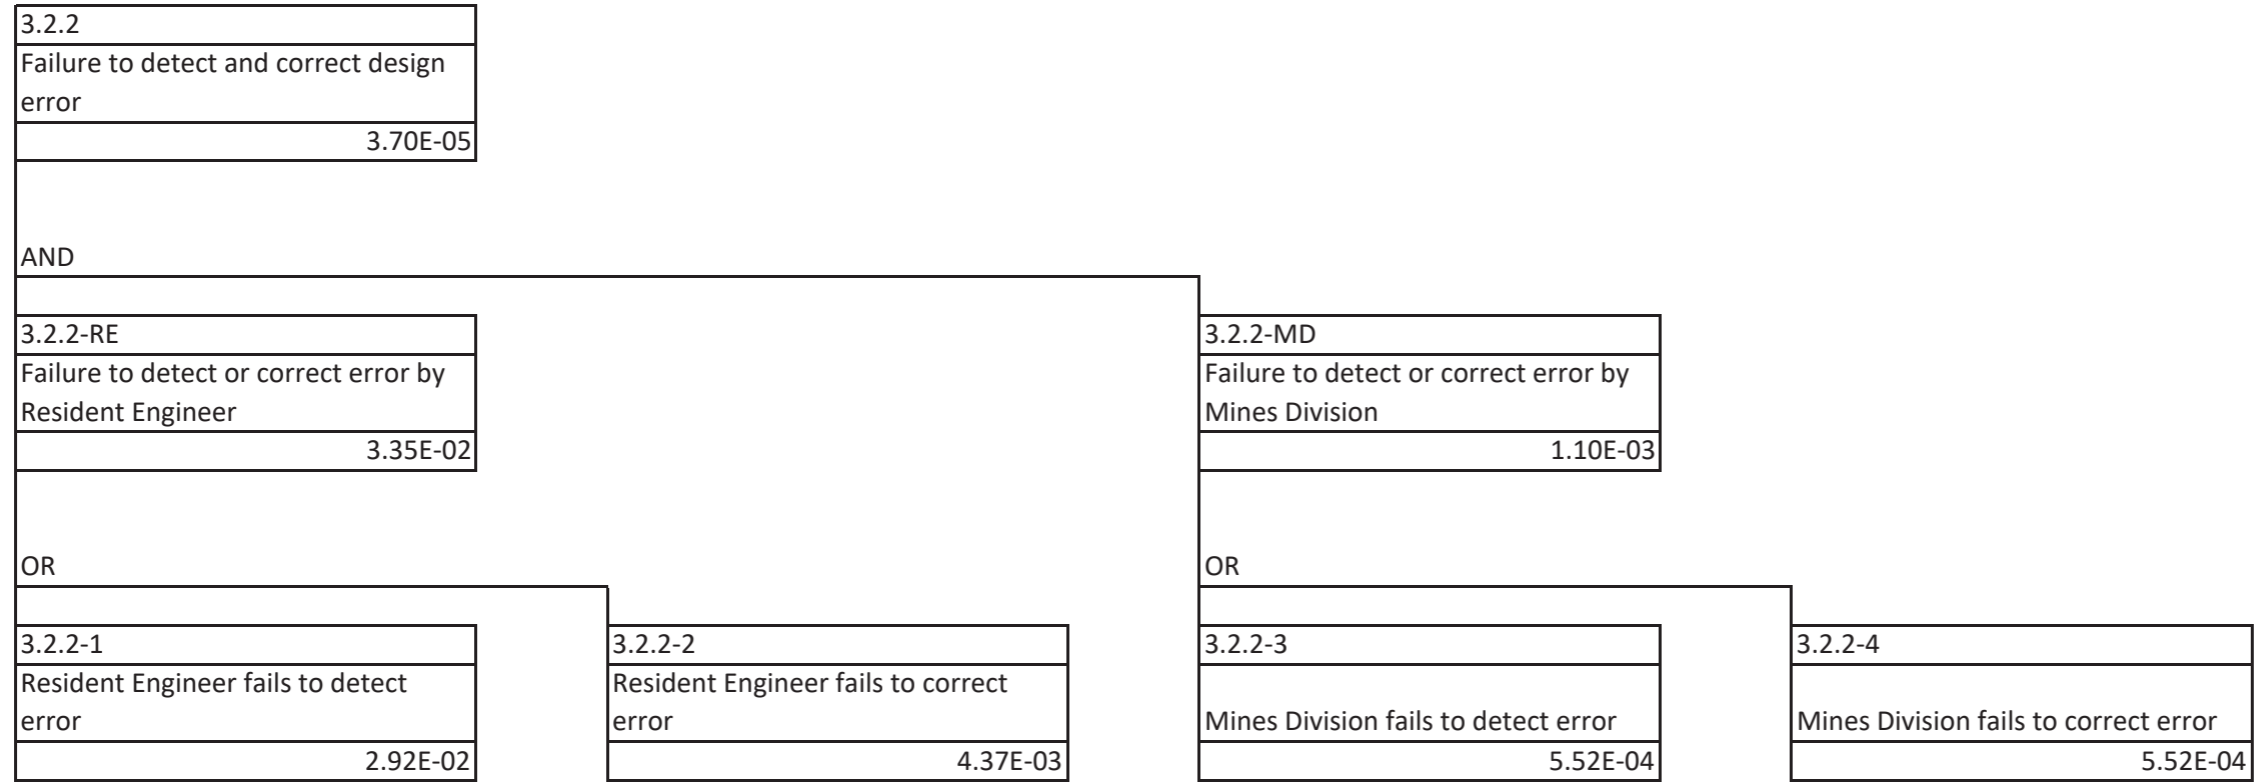 3.2.2
Failure to detect and correct design
error
3.70E-05
AND
3.2.2-RE
Failure to detect or correct error by
Resident Engineer
3.35E-02
3.2.2-MD
Failure to detect or correct error by
Mines Division
1.10E-03
OR
OR
3.2.2-1
Resident Engineer fails to detect
error
2.92E-02
3.2.2-2
Resident Engineer fails to correct
error
4.37E-03
3.2.2-3
Mines Division fails to detect error
5.52E-04
3.2.2-4
Mines Division fails to correct error
5.52E-04